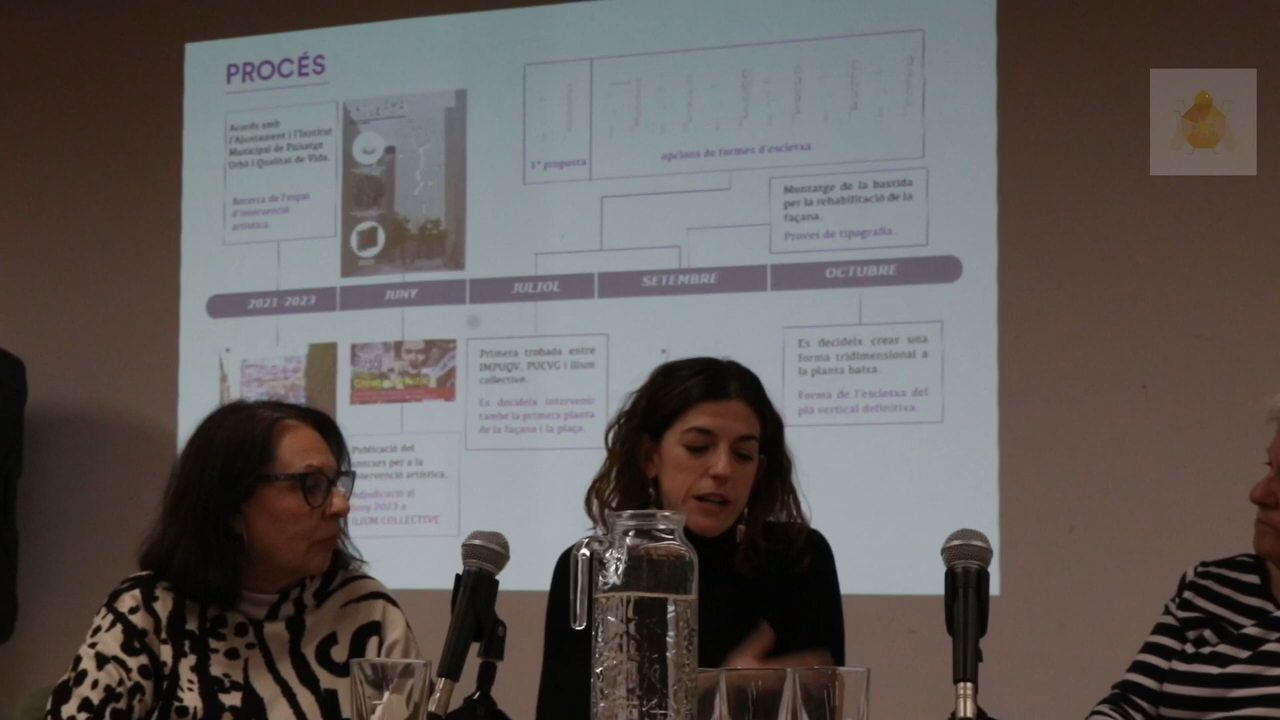 PROCÉS
Acords amb
l'Ajuntament i l'Institut
Municipal de Paisatge
Urbà i Qualitat de Vida.
Recerca de l'espai
d'intervenció
artística.
1ª proposta
opcions de formes d'escletxa
Muntatge de la bastida
per la rehabilitació de la
façana.
Proves de tipografia.
2021-2023
JUNY
JULIOL
SETEMBRE
OCTUBRE
Primera trobada entre
IMPUQV, PUCVG i ilium
collective.
Es decideix intervenir
també la primera planta
de la façana i la plaça.
Es decideix crear una
forma tridimensional a
la planta baixa.
Forma de l'escletxa del
pla vertical definitiva.
Publicació del
concurs per a la
intervenció artística.
Adjudicació al
juny 2023 a
ILIUM COLLECTIVE